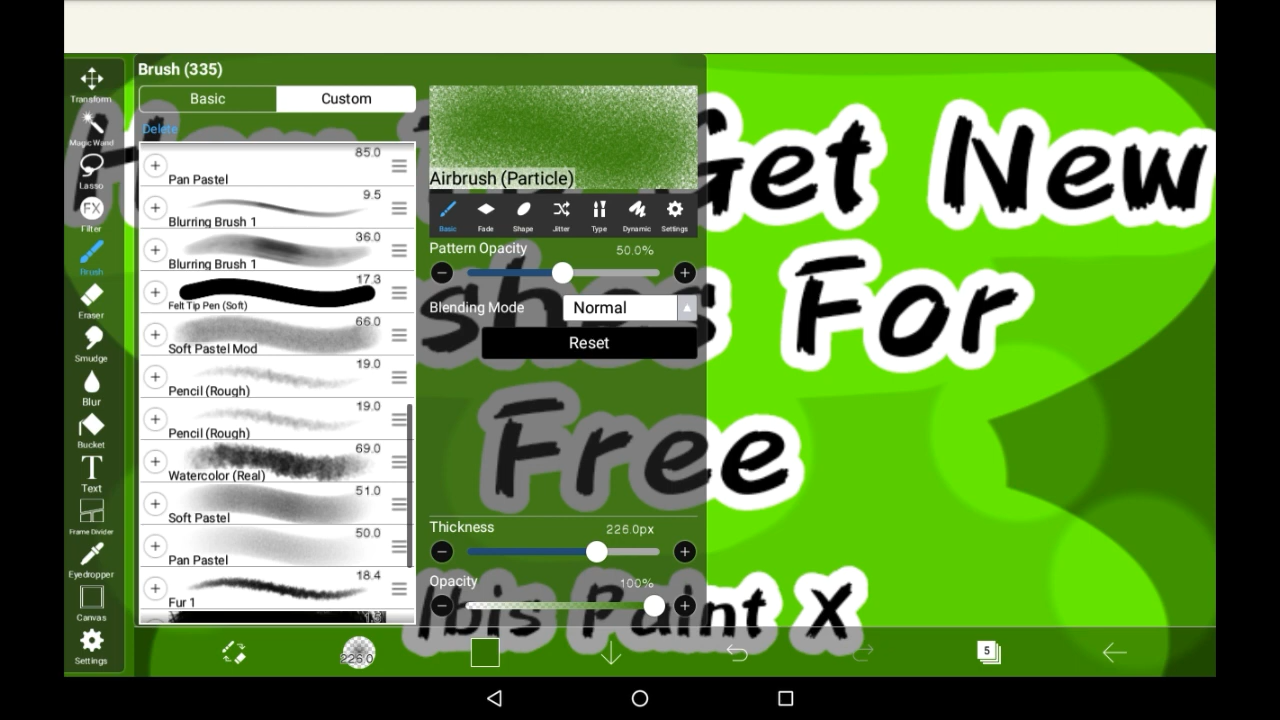 Brush (335)
Basic
Custom
Delete
85.0
Pan Pastel
9.5
Blurring Brush 1
36.0
Blurring Brush 1
17.3
Felt Tip Pen (Soft)
66.0
Soft Pastel Mod
19.0
Pencil (Rough)
19.0
Pencil (Rough)
69.0
Watercolor (Real)
51.0
Soft Pastel
50.0
Pan Pastel
18.4
Fur 1
Airbrush (Particle)
Basic
Fade
Shape
Jitter
Type
Dynamic
Settings
Pattern Opacity
50.0%
Blending Mode
Normal
Reset
Thickness
226.0px
Opacity
100%
Transform
Magic Wand
Lasso
FX
Filter
Brush
Eraser
Smudge
Blur
Bucket
T
Text
Frame Divider
Eyedropper
Canvas
Settings
Get New
For
Free
Ibis Paint X
226.0
5